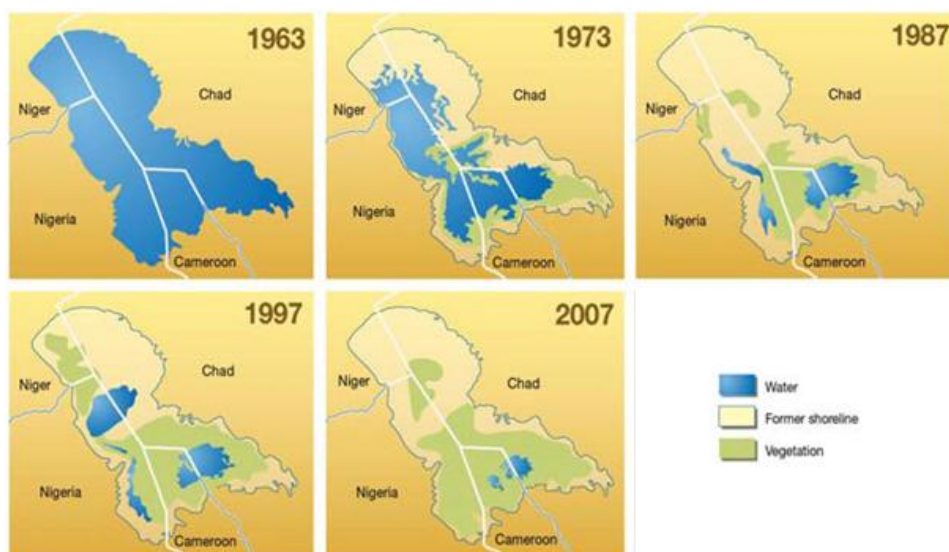 1963
Chad
Niger
Nigeria
Cameroon
1973
Chad
Niger
Nigeria
Cameroon
1987
Chad
Niger
Nigeria
Cameroon
1997
Chad
Niger
Nigeria
Cameroon
2007
Chad
Niger
Nigeria
Cameroon
Water
Former shoreline
Vegetation